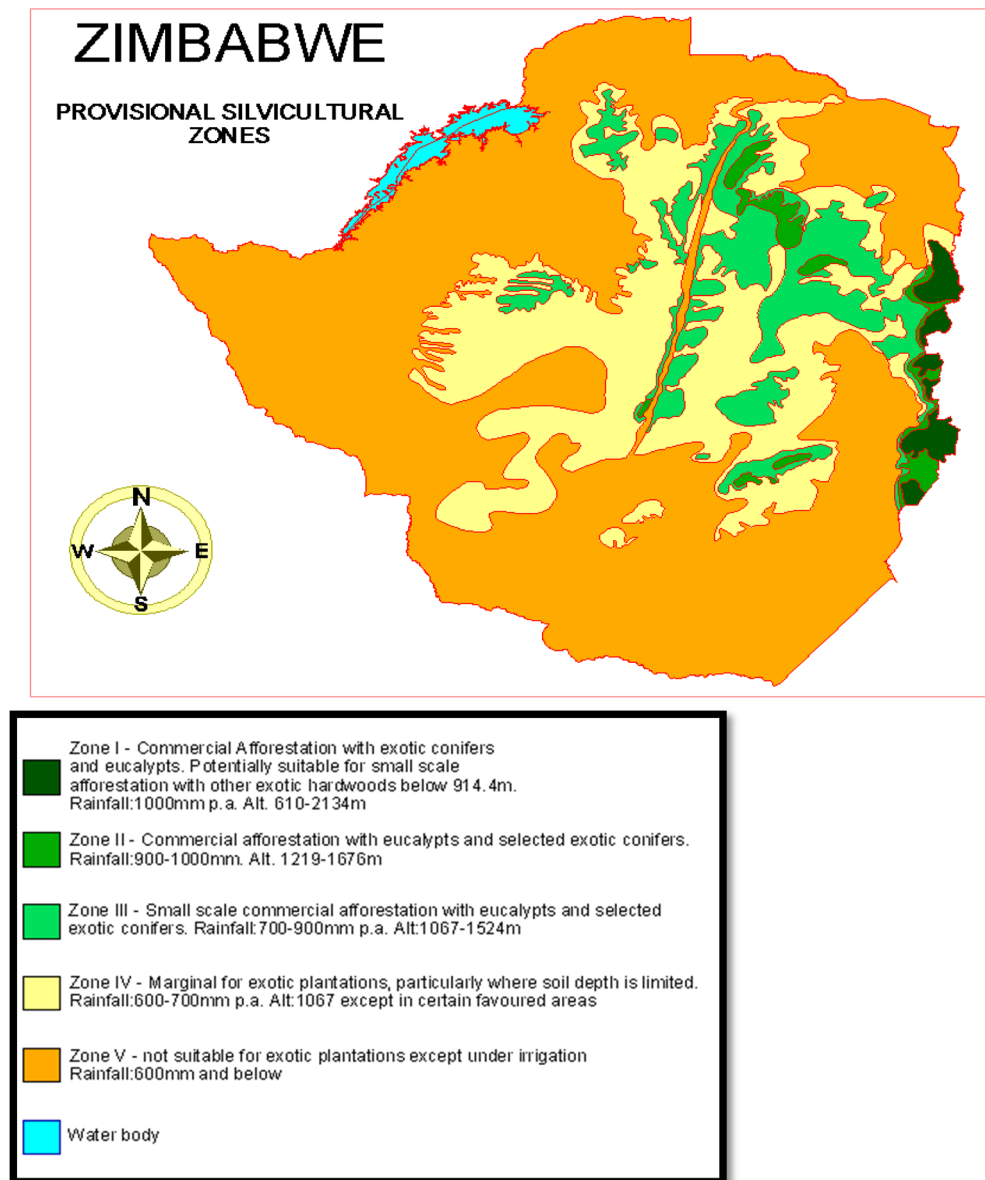 ZIMBABWE
PROVISIONAL SILVICULTURAL
ZONES
N
W
E
S
Zone I - Commercial Afforestation with exotic conifers
and eucalypts. Potentially suitable for small scale
afforestation with other exotic hardwoods below 914.4m.
Rainfall:1000mm p.a. Alt. 610-2134m
Zone II - Commercial afforestation with eucalypts and selected exotic conifers.
Rainfall:900-1000mm. Alt. 1219-1676m
Zone III - Small scale commercial afforestation with eucalypts and selected
exotic conifers. Rainfall:700-900mm p.a. Alt:1067-1524m
Zone IV - Marginal for exotic plantations, particularly where soil depth is limited.
Rainfall:600-700mm p.a. Alt:1067 except in certain favoured areas
Zone V - not suitable for exotic plantations except under irrigation
Rainfall:600mm and below
Water body